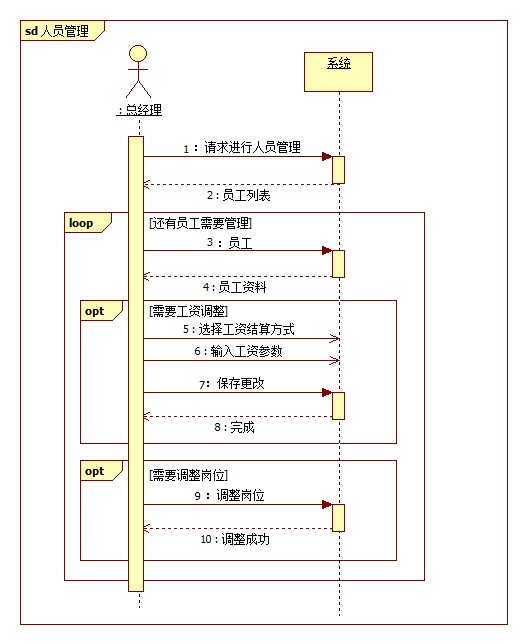 sd 人员管理
系统
: 总经理
1 : 请求进行人员管理
2 : 员工列表
loop
[还有员工需要管理]
3 : 员工
4 : 员工资料
opt
[需要工资调整]
5 : 选择工资结算方式
6 : 输入工资参数
7: 保存更改
8 : 完成
opt
[需要调整岗位]
9 : 调整岗位
10 : 调整成功